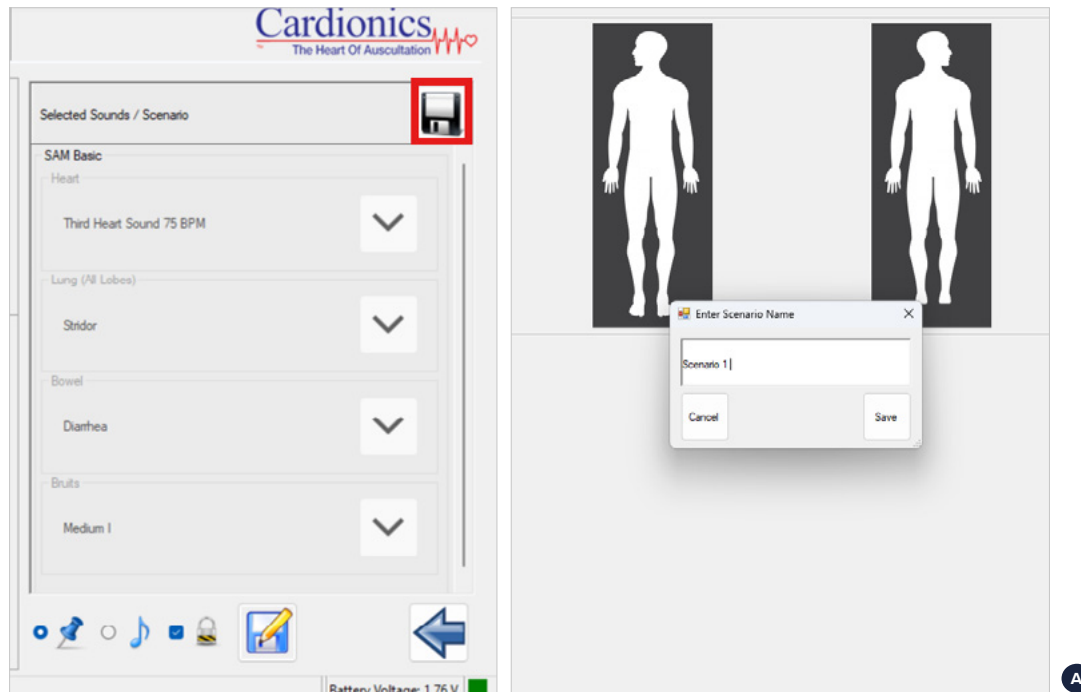 Cardionics
™ The Heart Of Auscultation
Selected Sounds / Scenario
SAM Basic
Heart
Third Heart Sound 75 BPM
Lung (All Lobes)
Stridor
Bowel
Diarrhea
Bruits
Medium I
Battery Voltage: 1.76 V
Enter Scenario Name
Scenario 1
Cancel
Save
A